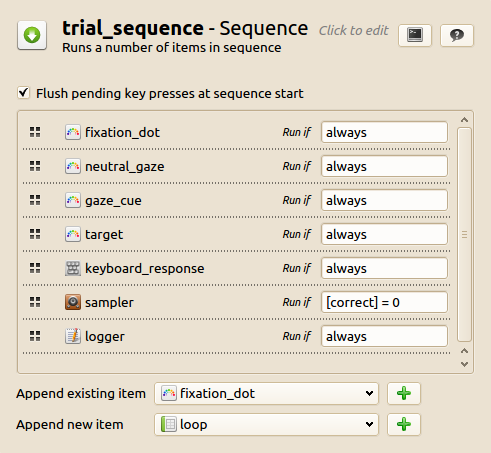 trial_sequence - Sequence Click to edit
Runs a number of items in sequence
Flush pending key presses at sequence start
fixation_dot Run if always
neutral_gaze Run if always
gaze_cue Run if always
target Run if always
keyboard_response Run if always
sampler Run if [correct] = 0
logger Run if always
Append existing item fixation_dot
Append new item loop